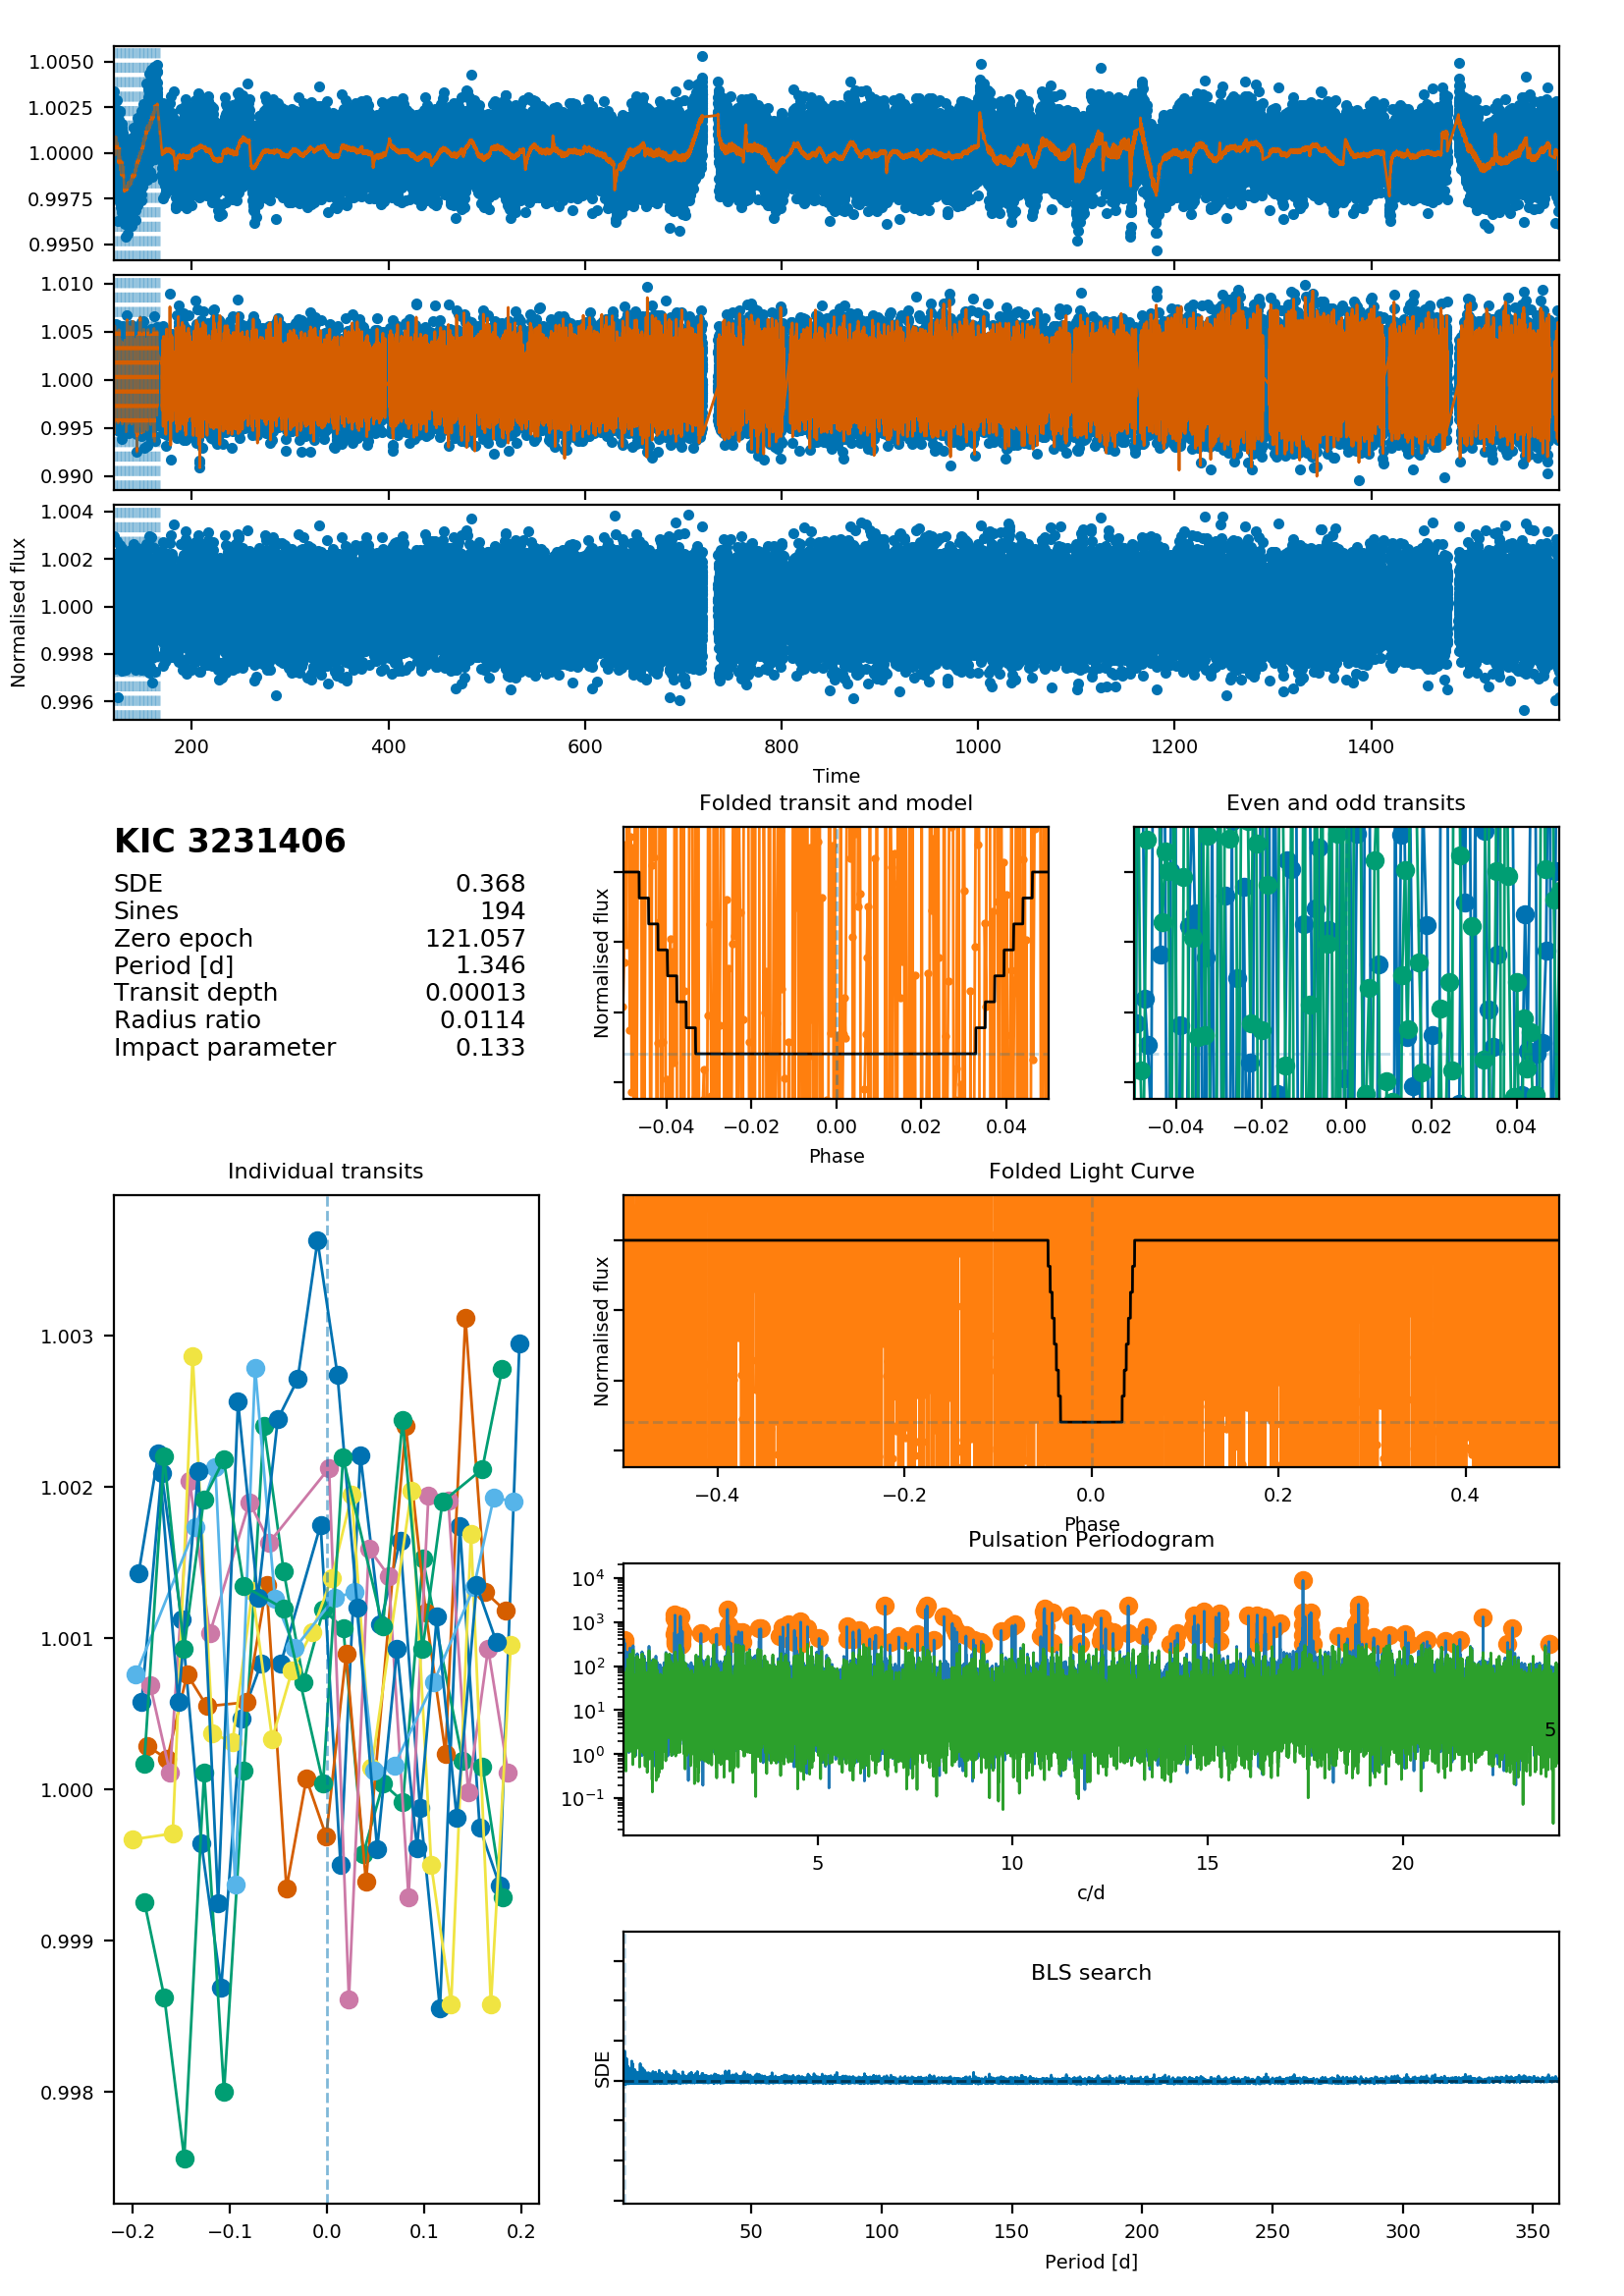 1.0050
1.0025
1.0000
0.9975
0.9950
1.010
1.005
1.000
0.995
0.990
1.004
1.002
1.000
0.998
0.996
Normalised flux
200 400 600 800 1000 1200 1400
Time
KIC 3231406
SDE 0.368
Sines 194
Zero epoch 121.057
Period [d] 1.346
Transit depth 0.00013
Radius ratio 0.0114
Impact parameter 0.133
Folded transit and model
Normalised flux
−0.04 −0.02 0.00 0.02 0.04
Phase
Even and odd transits
−0.04 −0.02 0.00 0.02 0.04
Individual transits
1.003
1.002
1.001
1.000
0.999
0.998
−0.2 −0.1 0.0 0.1 0.2
Folded Light Curve
Normalised flux
−0.4 −0.2 0.0 0.2 0.4
Phase
Pulsation Periodogram
10⁴
10³
10²
10¹
10⁰
10⁻¹
5
5 10 15 20
c/d
BLS search
SDE
50 100 150 200 250 300 350
Period [d]